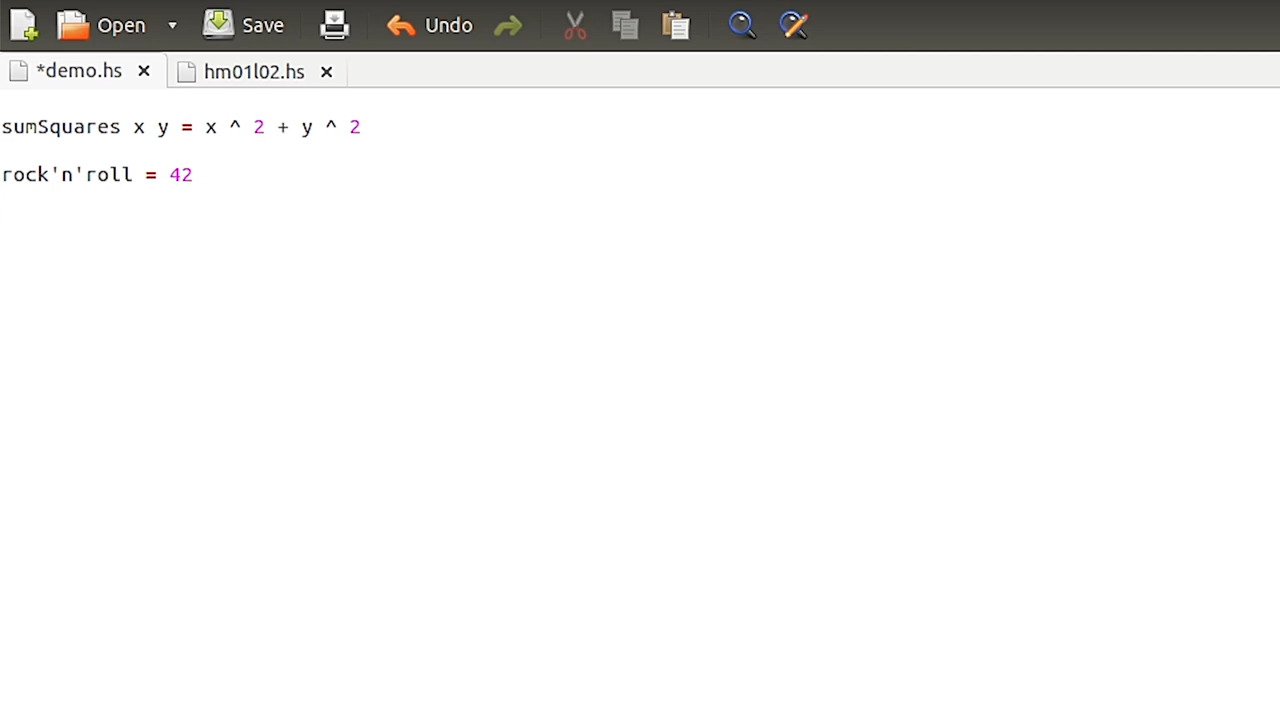 Open Save Undo
*demo.hs hm01l02.hs
sumSquares x y = x ^ 2 + y ^ 2
rock'n'roll = 42